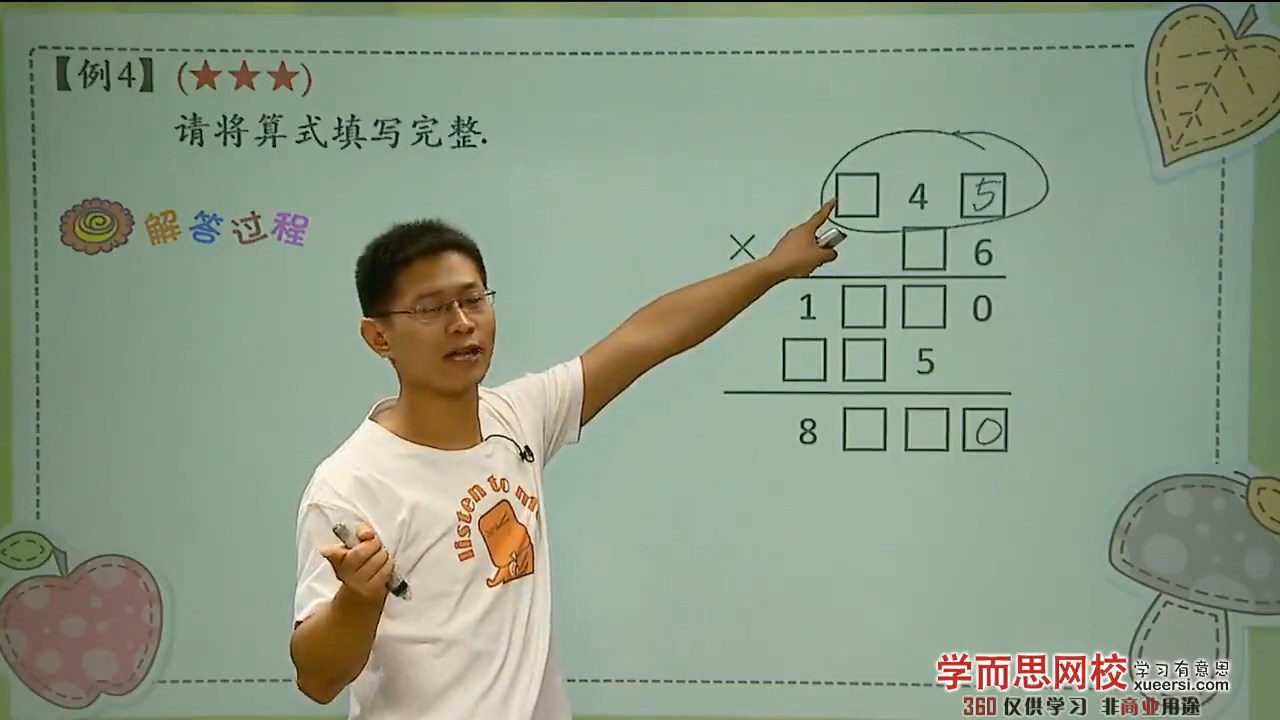 【例4】(★★★)
请将算式填写完整.
解答过程
□ 4 5
× □ 6
1 □ □ 0
□ □ 5
8 □ □ 0
listen to
学而思网校 学习有意思
xueersi.com
360 仅供学习 非商业用途